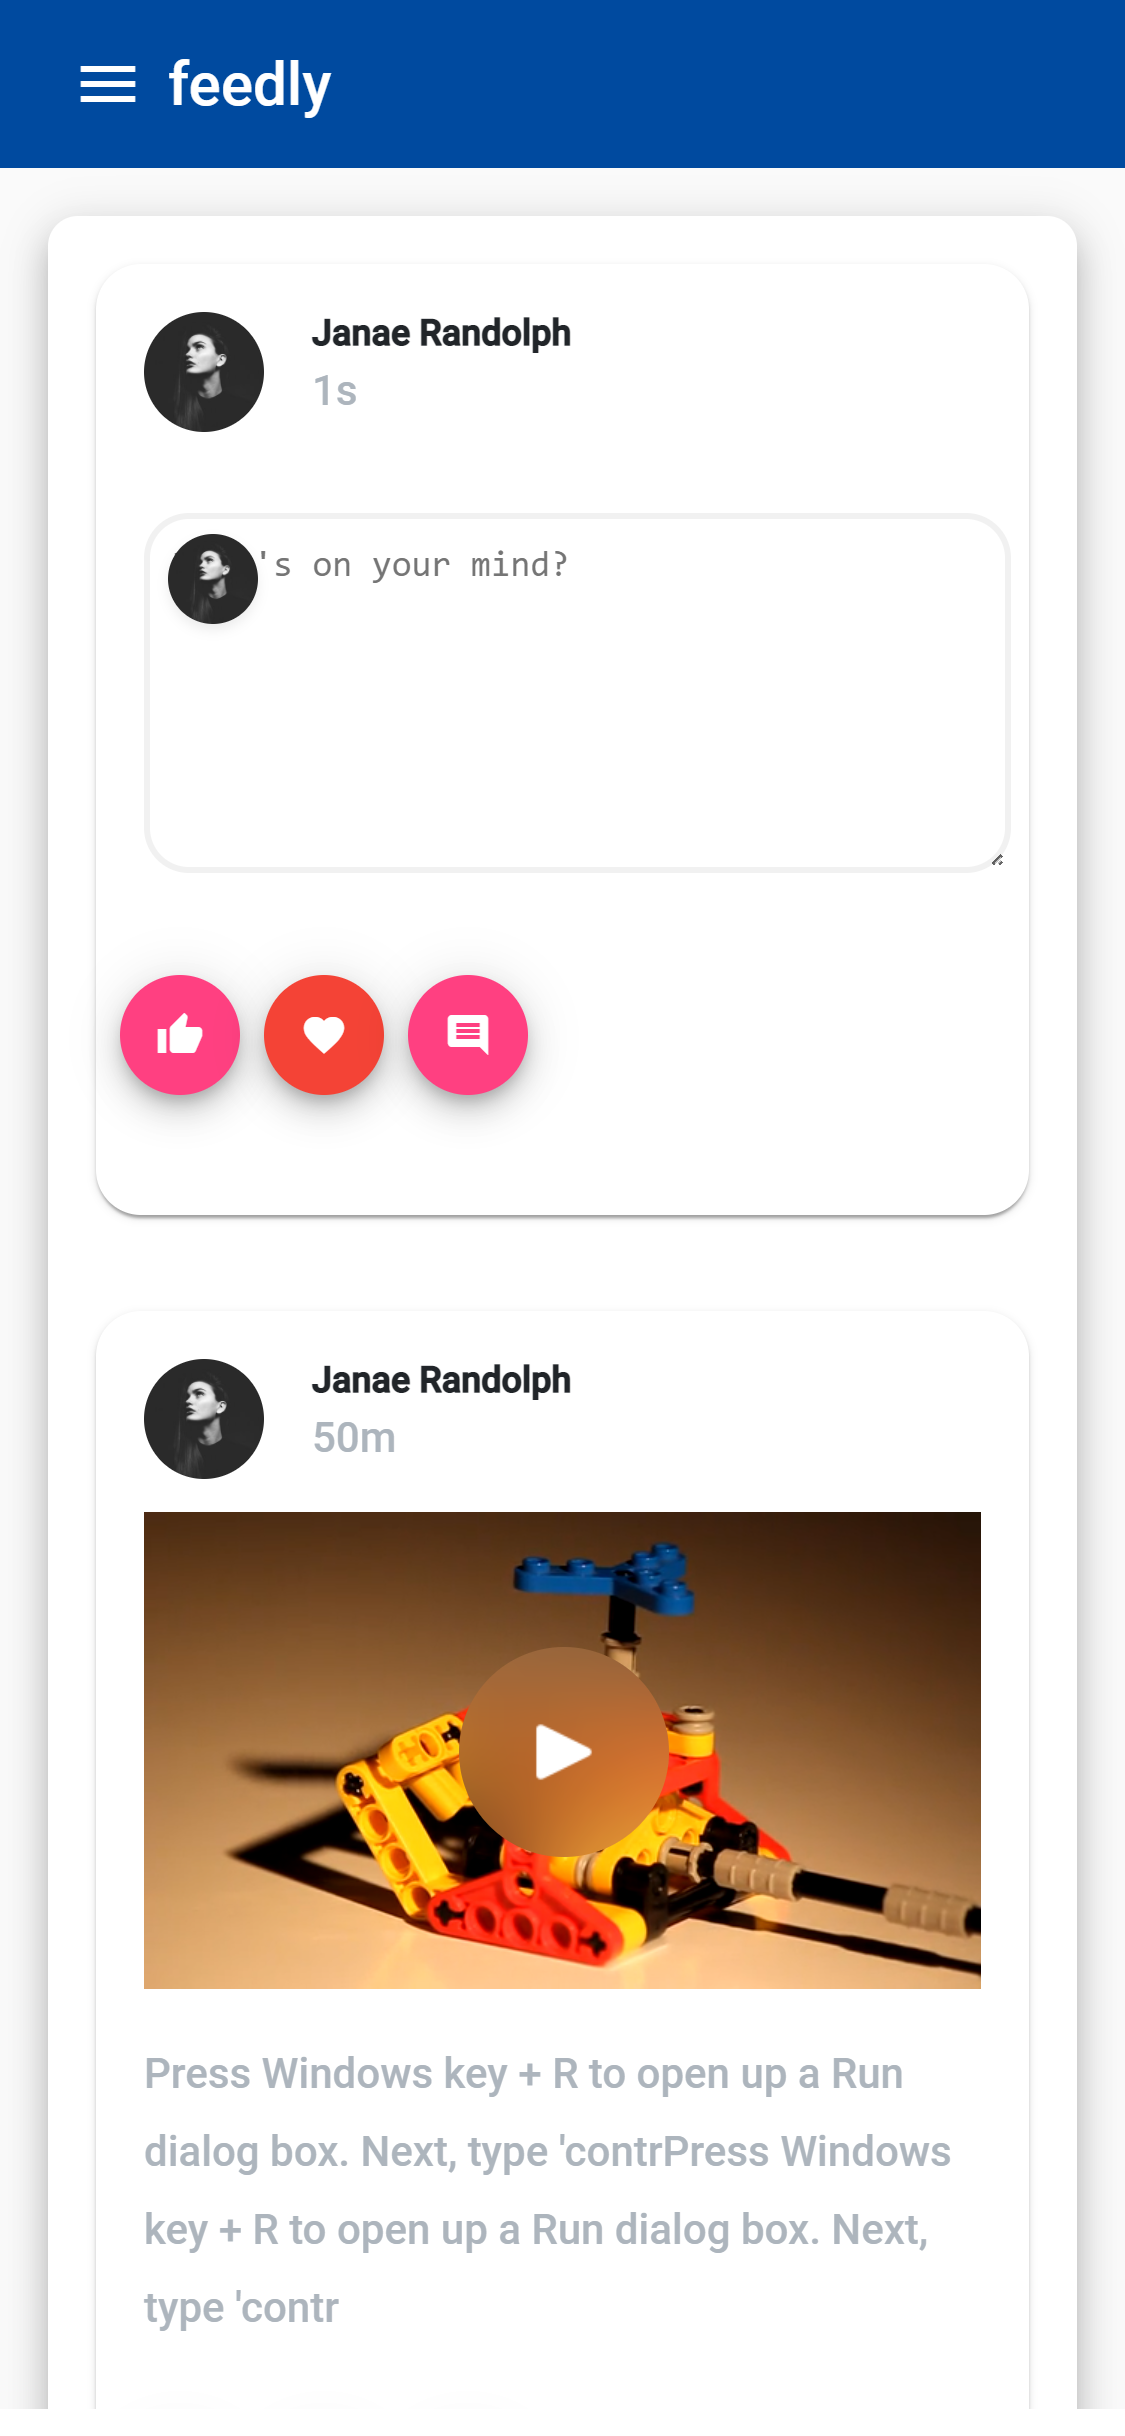 feedly
Janae Randolph
1s
's on your mind?
Janae Randolph
50m
Press Windows key + R to open up a Run
dialog box. Next, type 'contrPress Windows
key + R to open up a Run dialog box. Next,
type 'contr